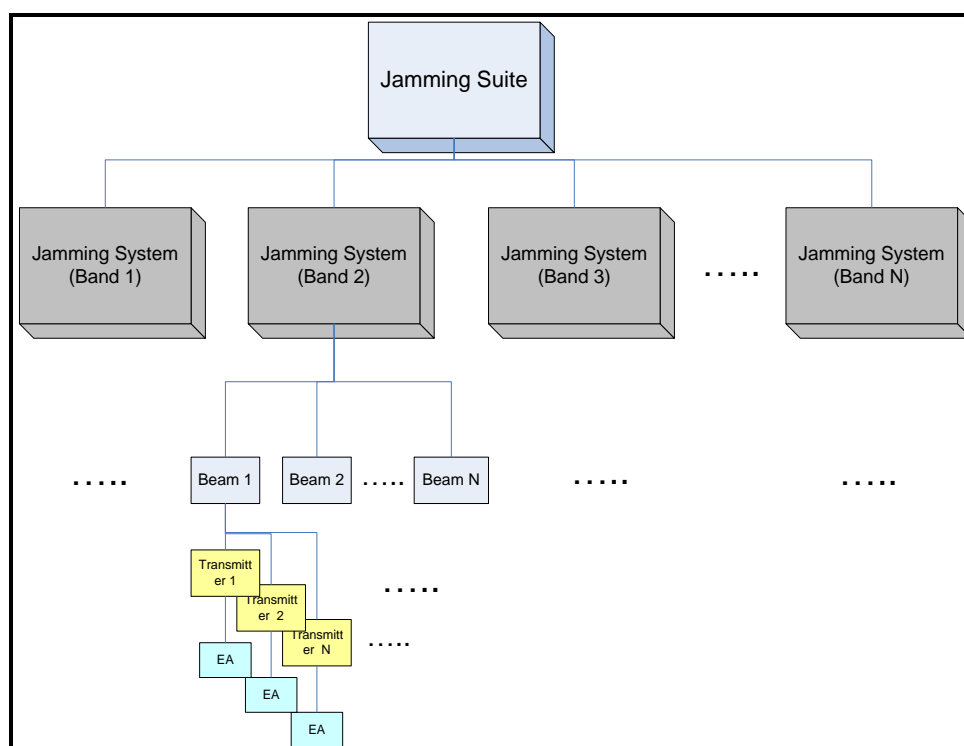 Jamming Suite
Jamming System
(Band 1)
Jamming System
(Band 2)
Jamming System
(Band 3)
.....
Jamming System
(Band N)
.....
Beam 1
Beam 2
.....
Beam N
.....
.....
Transmitt
er 1
.....
Transmitt
er 2
Transmitt
er N
.....
EA
EA
EA